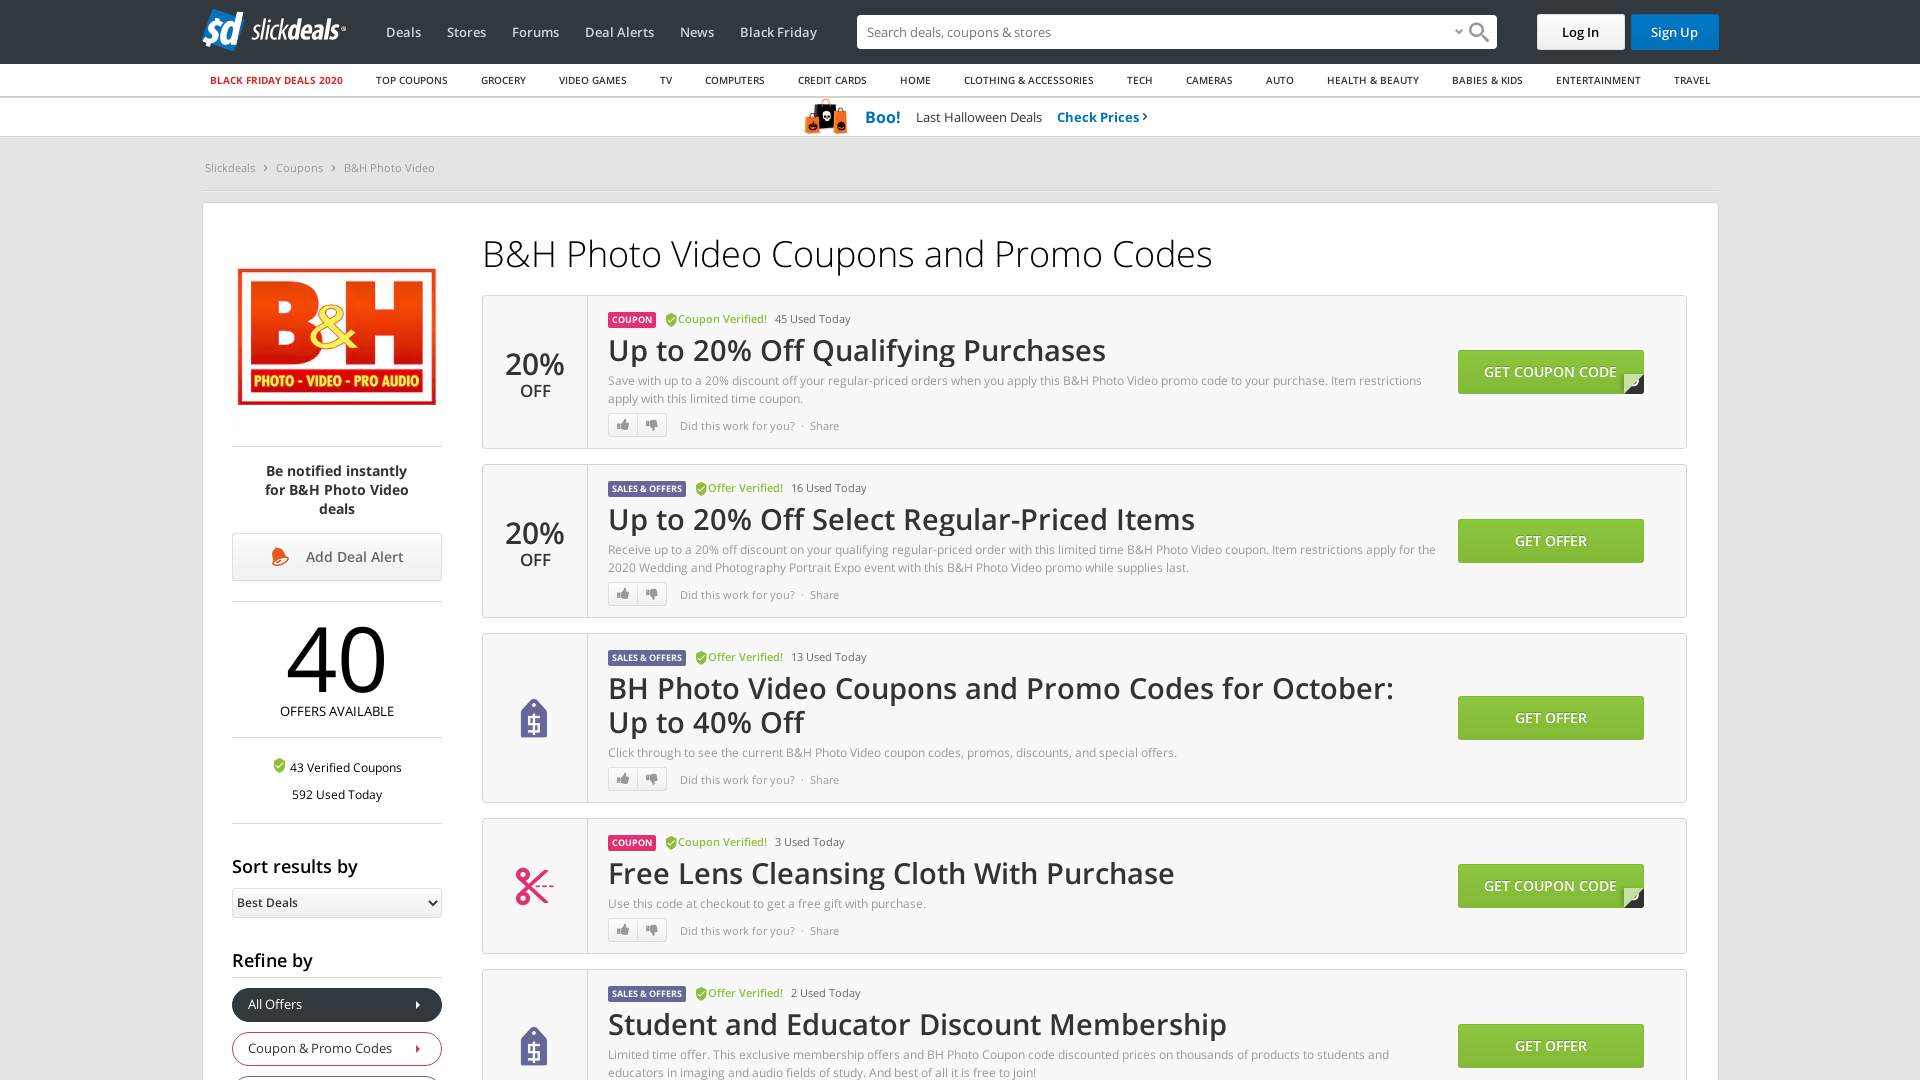 sd slickdeals
Deals Stores Forums Deal Alerts News Black Friday
Search deals, coupons & stores
Log In Sign Up
BLACK FRIDAY DEALS 2020 TOP COUPONS GROCERY VIDEO GAMES TV COMPUTERS CREDIT CARDS HOME CLOTHING & ACCESSORIES TECH CAMERAS AUTO HEALTH & BEAUTY BABIES & KIDS ENTERTAINMENT TRAVEL
Boo! Last Halloween Deals Check Prices
Slickdeals > Coupons > B&H Photo Video
B&H
PHOTO - VIDEO - PRO AUDIO
Be notified instantly
for B&H Photo Video
deals
Add Deal Alert
40
OFFERS AVAILABLE
43 Verified Coupons
592 Used Today
Sort results by
Best Deals
Refine by
All Offers
Coupon & Promo Codes
B&H Photo Video Coupons and Promo Codes
20%
OFF
COUPON Coupon Verified! 45 Used Today
Up to 20% Off Qualifying Purchases
Save with up to a 20% discount off your regular-priced orders when you apply this B&H Photo Video promo code to your purchase. Item restrictions
apply with this limited time coupon.
Did this work for you? · Share
GET COUPON CODE
20%
OFF
SALES & OFFERS Offer Verified! 16 Used Today
Up to 20% Off Select Regular-Priced Items
Receive up to a 20% off discount on your qualifying regular-priced order with this limited time B&H Photo Video coupon. Item restrictions apply for the
2020 Wedding and Photography Portrait Expo event with this B&H Photo Video promo while supplies last.
Did this work for you? · Share
GET OFFER
SALES & OFFERS Offer Verified! 13 Used Today
BH Photo Video Coupons and Promo Codes for October:
Up to 40% Off
Click through to see the current B&H Photo Video coupon codes, promos, discounts, and special offers.
Did this work for you? · Share
GET OFFER
COUPON Coupon Verified! 3 Used Today
Free Lens Cleansing Cloth With Purchase
Use this code at checkout to get a free gift with purchase.
Did this work for you? · Share
GET COUPON CODE
SALES & OFFERS Offer Verified! 2 Used Today
Student and Educator Discount Membership
Limited time offer. This exclusive membership offers and BH Photo Coupon code discounted prices on thousands of products to students and
educators in imaging and audio fields of study. And best of all it is free to join!
GET OFFER